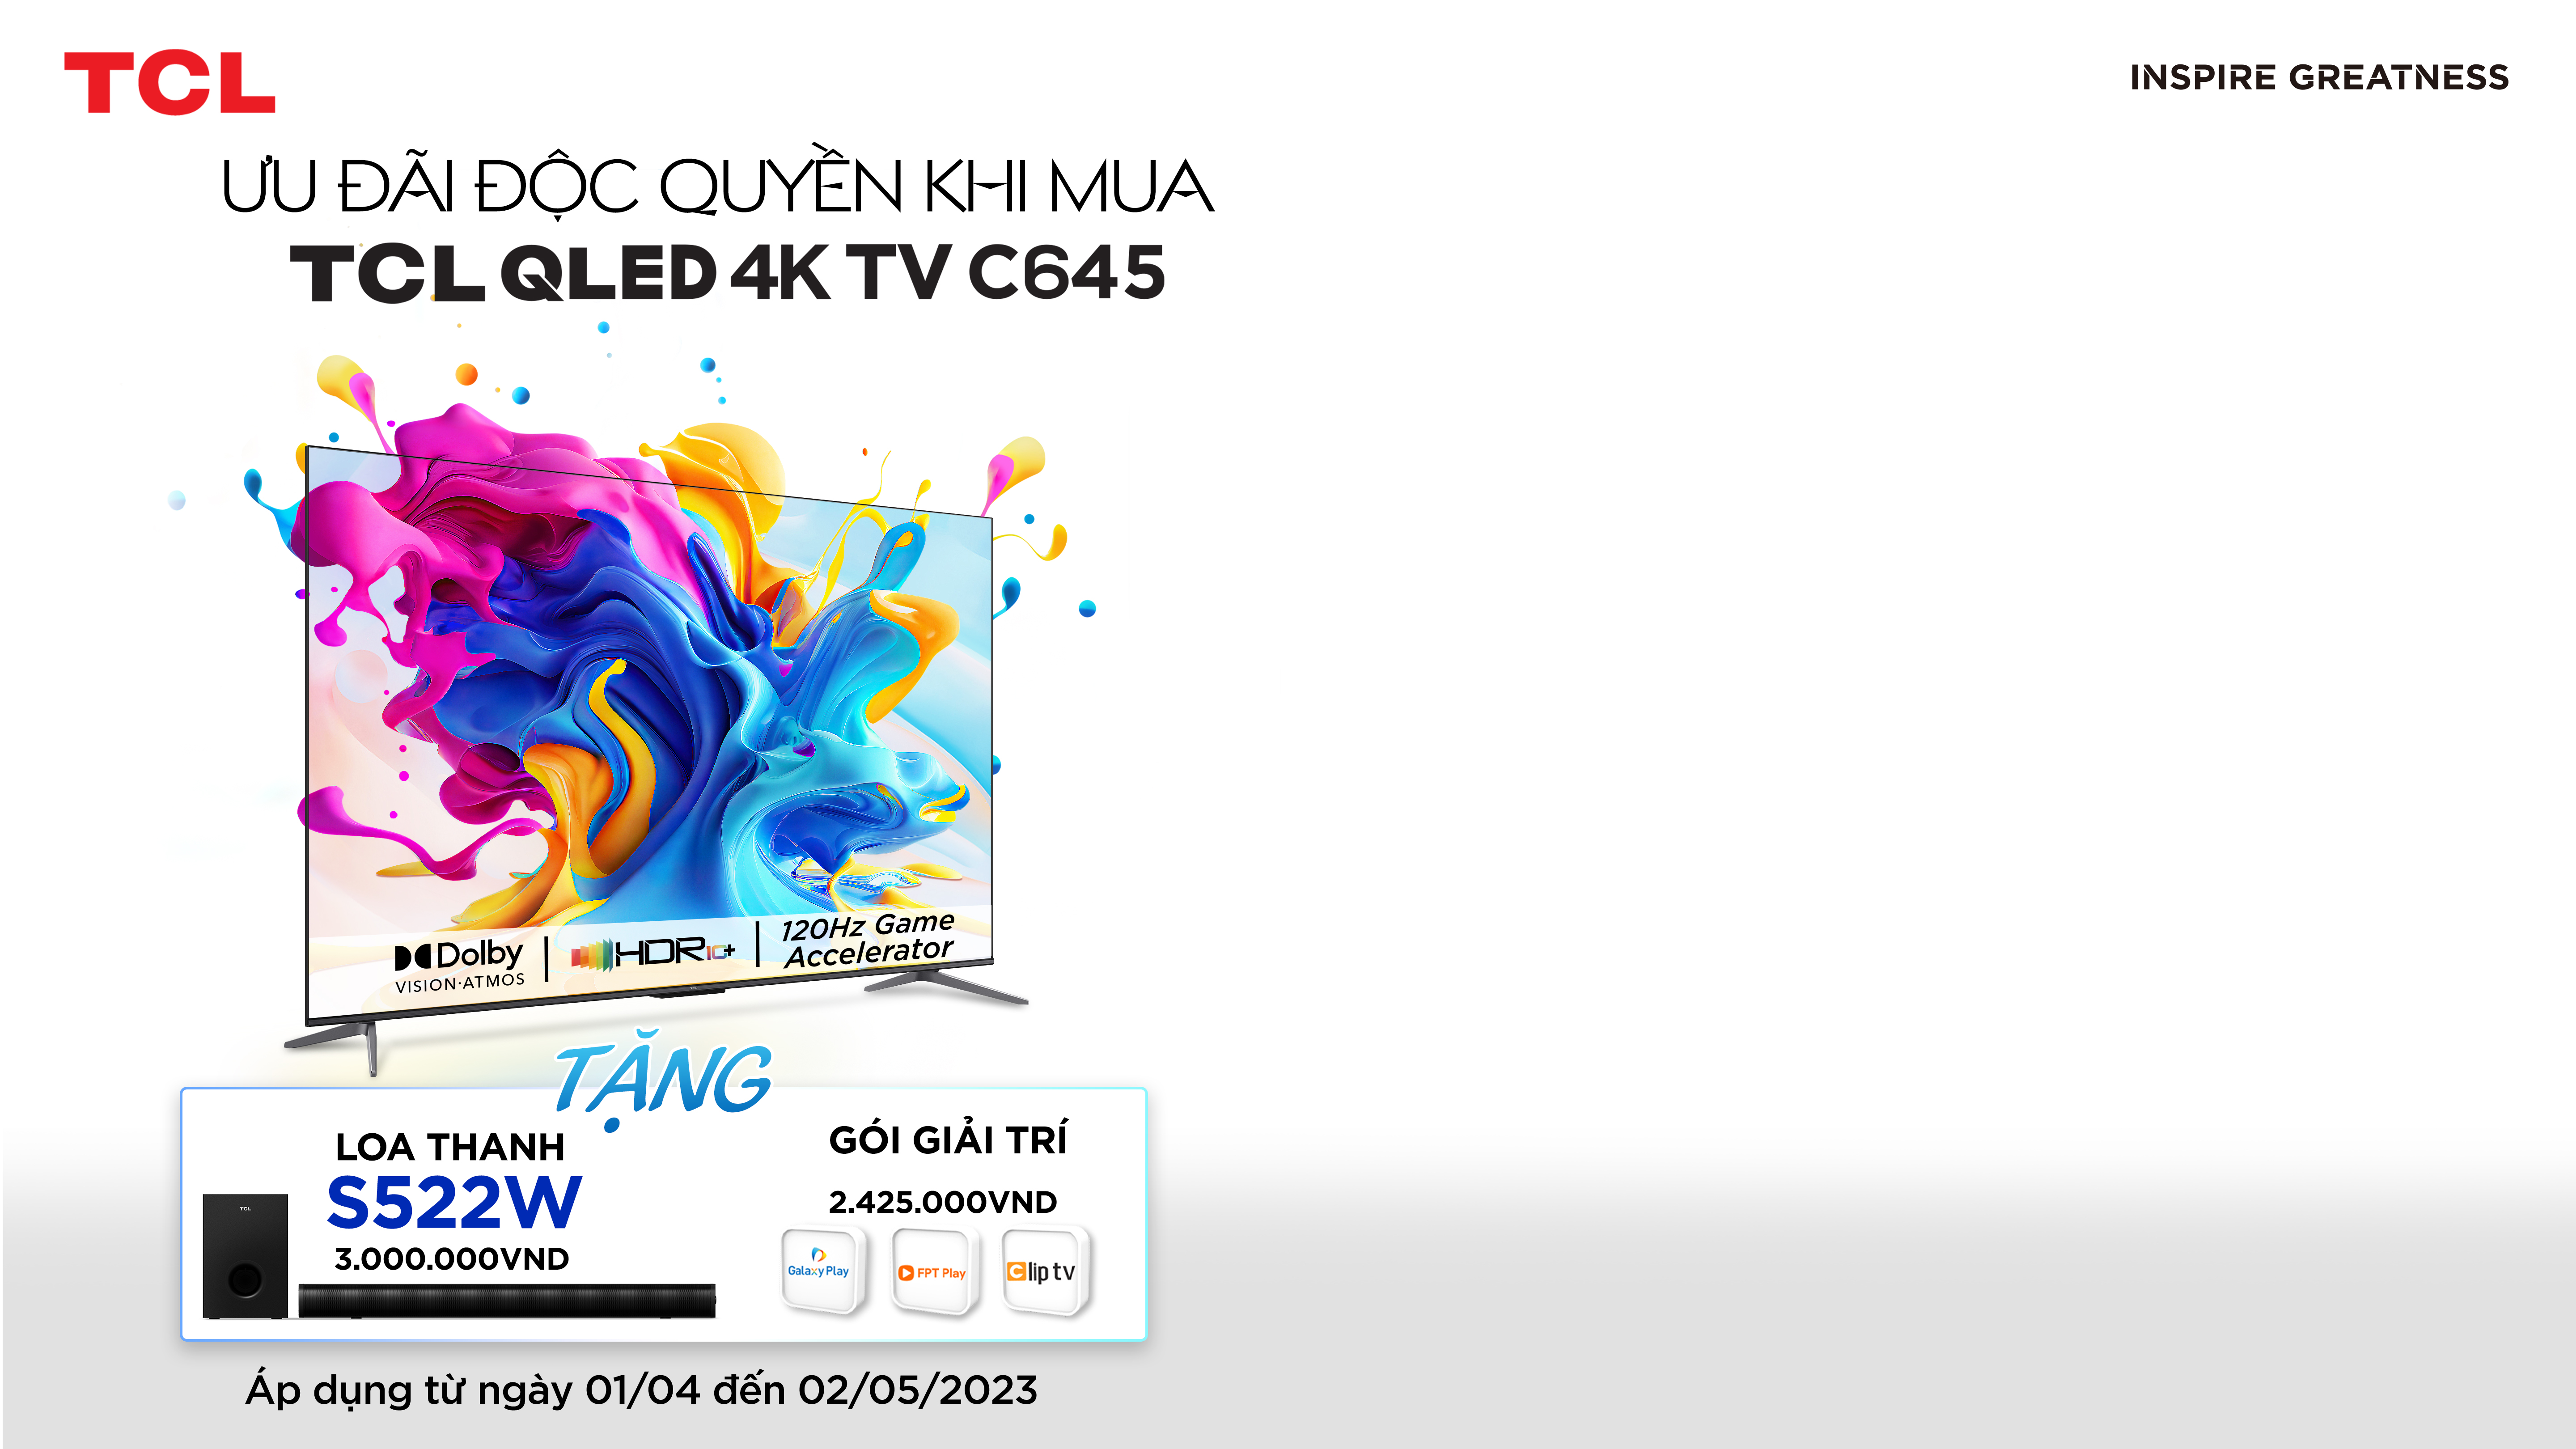 TCL
INSPIRE GREATNESS
ƯU ĐÃI ĐỘC QUYỀN KHI MUA
TCL QLED 4K TV C645
Dolby
VISION·ATMOS
HDR10+
120Hz Game
Accelerator
TCL
TẶNG
LOA THANH
S522W
3.000.000VND
TCL
GÓI GIẢI TRÍ
2.425.000VND
Galaxy Play
FPT Play
Clip tv
Áp dụng từ ngày 01/04 đến 02/05/2023